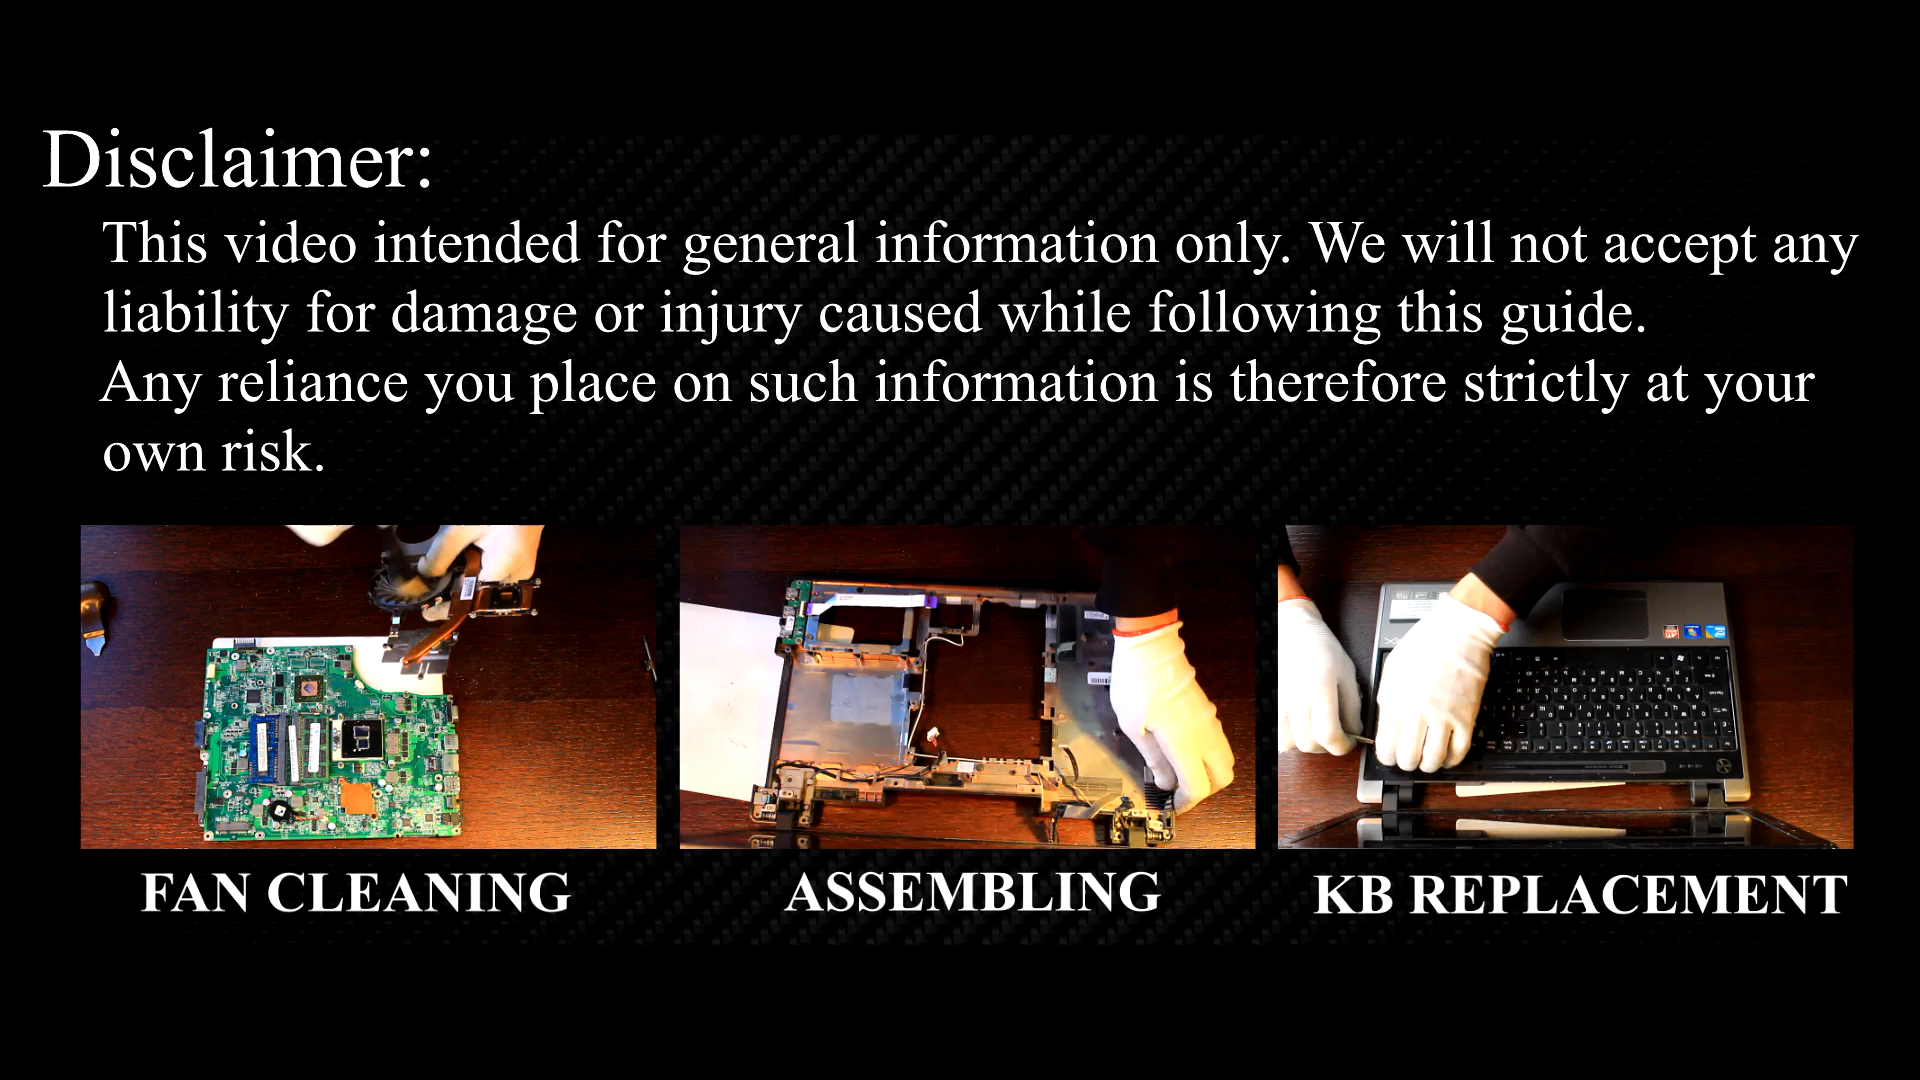 Disclaimer:
This video intended for general information only. We will not accept any
liability for damage or injury caused while following this guide.
Any reliance you place on such information is therefore strictly at your
own risk.
FAN CLEANING
ASSEMBLING
KB REPLACEMENT